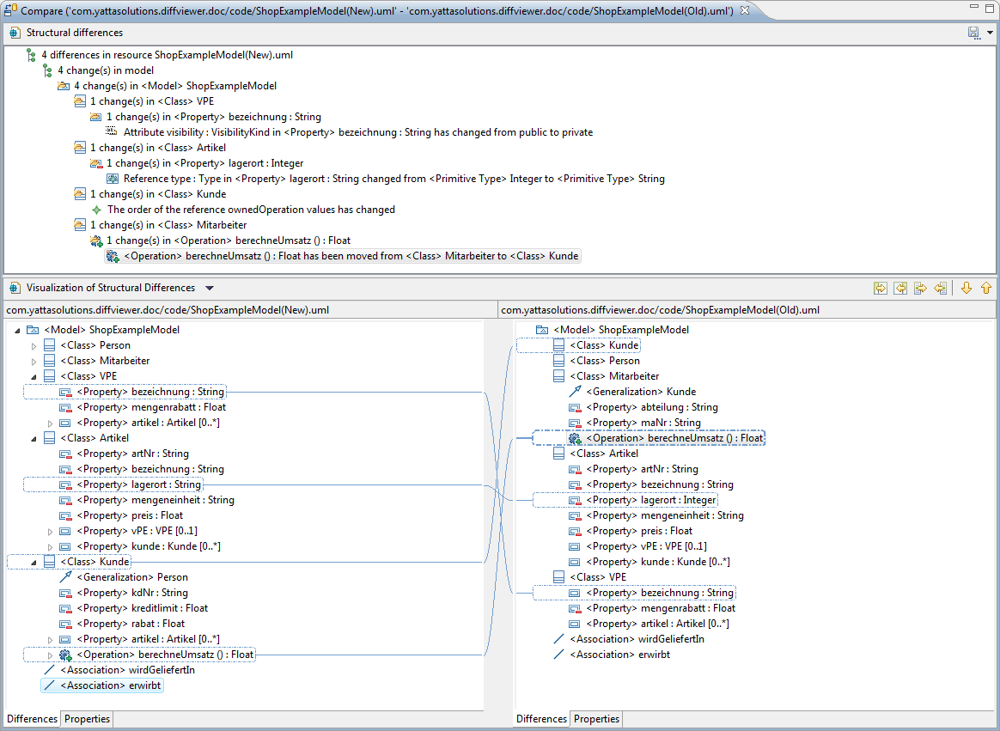 Compare ('com.yattasolutions.diffviewer.doc/code/ShopExampleModel(New).uml' - 'com.yattasolutions.diffviewer.doc/code/ShopExampleModel(Old).uml')
Structural differences
4 differences in resource ShopExampleModel(New).uml
4 change(s) in model
4 change(s) in <Model> ShopExampleModel
1 change(s) in <Class> VPE
1 change(s) in <Property> bezeichnung : String
Attribute visibility : VisibilityKind in <Property> bezeichnung : String has changed from public to private
1 change(s) in <Class> Artikel
1 change(s) in <Property> lagerort : Integer
Reference type : Type in <Property> lagerort : String changed from <Primitive Type> Integer to <Primitive Type> String
1 change(s) in <Class> Kunde
The order of the reference ownedOperation values has changed
1 change(s) in <Class> Mitarbeiter
1 change(s) in <Operation> berechneUmsatz () : Float
<Operation> berechneUmsatz () : Float has been moved from <Class> Mitarbeiter to <Class> Kunde
Visualization of Structural Differences
com.yattasolutions.diffviewer.doc/code/ShopExampleModel(New).uml
<Model> ShopExampleModel
<Class> Person
<Class> Mitarbeiter
<Class> VPE
<Property> bezeichnung : String
<Property> mengenrabatt : Float
<Property> artikel : Artikel [0..*]
<Class> Artikel
<Property> artNr : String
<Property> bezeichnung : String
<Property> lagerort : String
<Property> mengeneinheit : String
<Property> preis : Float
<Property> vPE : VPE [0..1]
<Property> kunde : Kunde [0..*]
<Class> Kunde
<Generalization> Person
<Property> kdNr : String
<Property> kreditlimit : Float
<Property> rabat : Float
<Property> artikel : Artikel [0..*]
<Operation> berechneUmsatz () : Float
<Association> wirdGeliefertIn
<Association> erwirbt
Differences
Properties
com.yattasolutions.diffviewer.doc/code/ShopExampleModel(Old).uml
<Model> ShopExampleModel
<Class> Kunde
<Class> Person
<Class> Mitarbeiter
<Generalization> Kunde
<Property> abteilung : String
<Property> maNr : String
<Operation> berechneUmsatz () : Float
<Class> Artikel
<Property> artNr : String
<Property> bezeichnung : String
<Property> lagerort : Integer
<Property> mengeneinheit : String
<Property> preis : Float
<Property> vPE : VPE [0..1]
<Property> kunde : Kunde [0..*]
<Class> VPE
<Property> bezeichnung : String
<Property> mengenrabatt : Float
<Property> artikel : Artikel [0..*]
<Association> wirdGeliefertIn
<Association> erwirbt
Differences
Properties